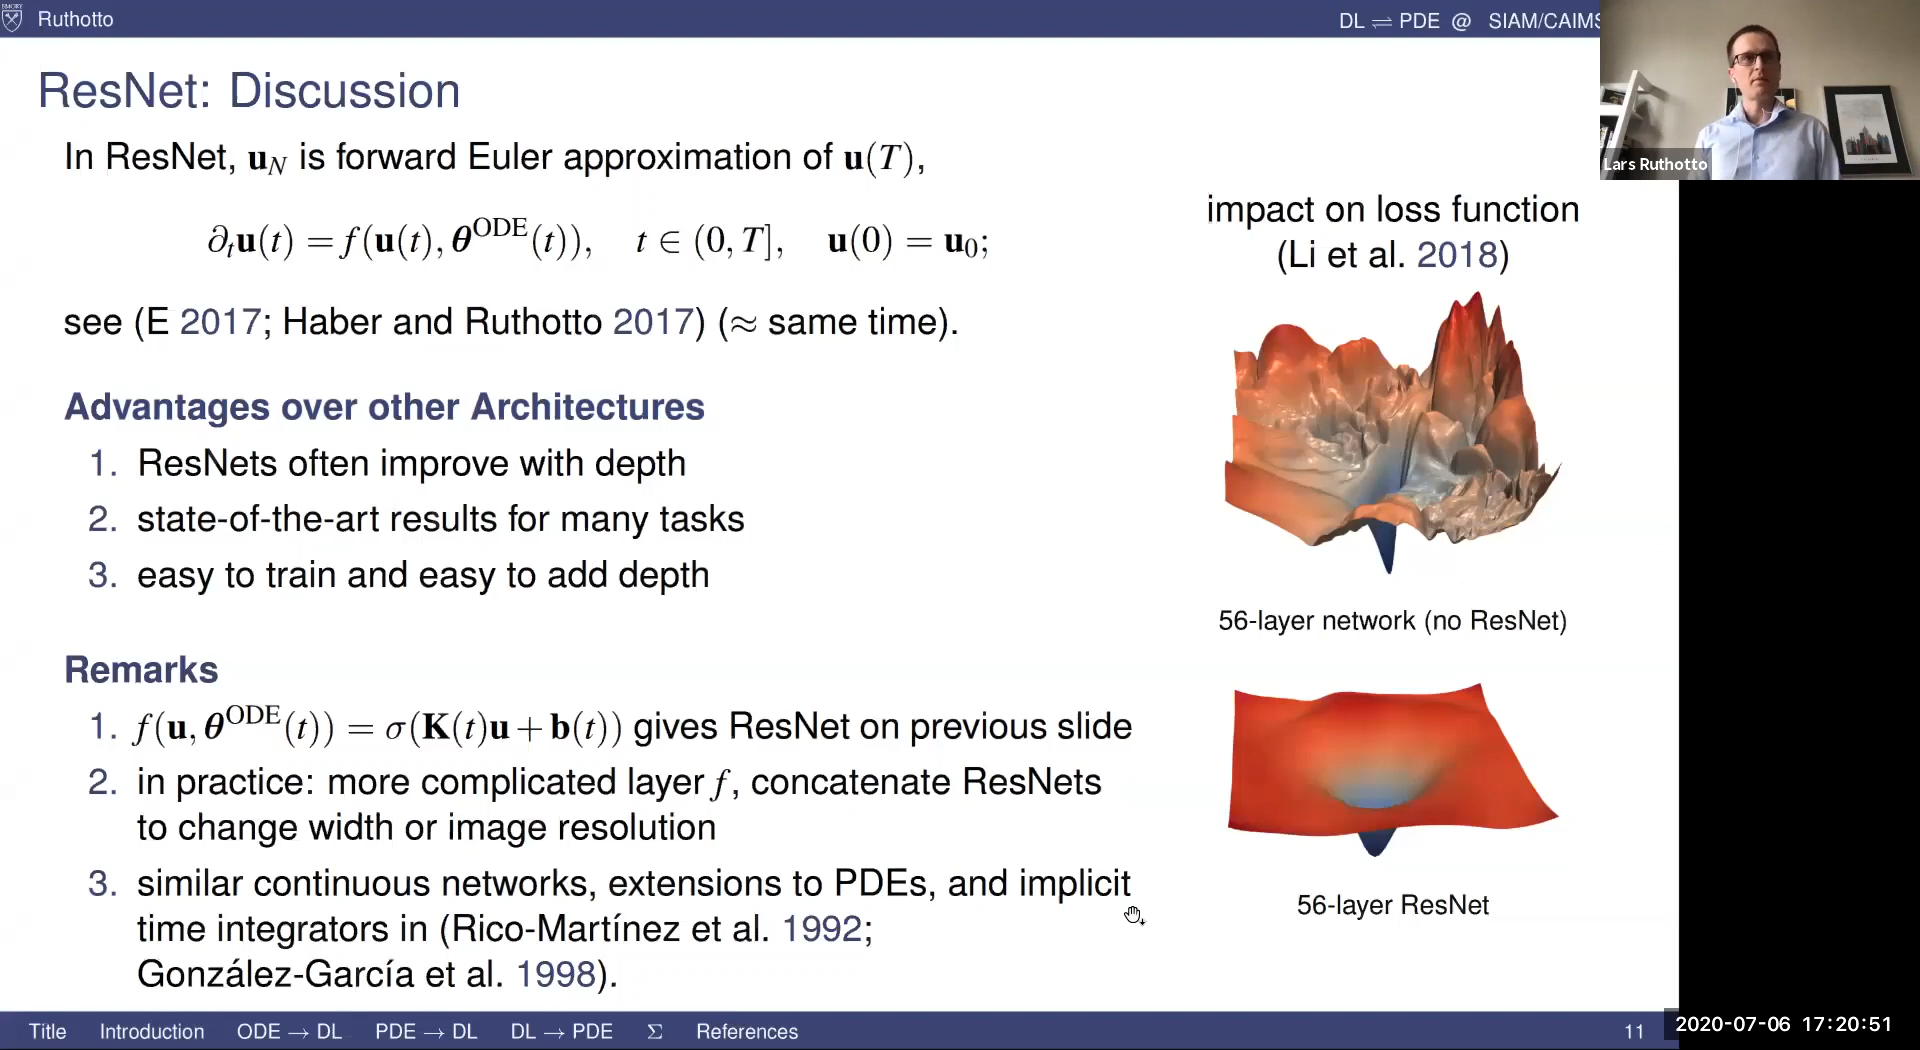 EMORY
Ruthotto
DL ⇌ PDE @ SIAM/CAIMS
ResNet: Discussion
In ResNet, u_N is forward Euler approximation of u(T),
∂_t u(t) = f(u(t), θ^ODE(t)), t ∈ (0, T], u(0) = u_0;
see (E 2017; Haber and Ruthotto 2017) (≈ same time).
Advantages over other Architectures
1. ResNets often improve with depth
2. state-of-the-art results for many tasks
3. easy to train and easy to add depth
Remarks
1. f(u, θ^ODE(t)) = σ(K(t)u + b(t)) gives ResNet on previous slide
2. in practice: more complicated layer f, concatenate ResNets
to change width or image resolution
3. similar continuous networks, extensions to PDEs, and implicit
time integrators in (Rico-Martínez et al. 1992;
González-García et al. 1998).
impact on loss function
(Li et al. 2018)
56-layer network (no ResNet)
56-layer ResNet
Lars Ruthotto
Title Introduction ODE → DL PDE → DL DL → PDE Σ References
11
2020-07-06 17:20:51